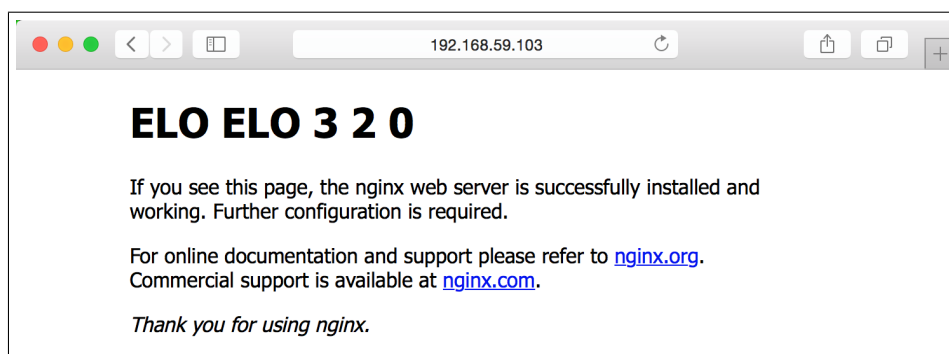 192.168.59.103
ELO ELO 3 2 0
If you see this page, the nginx web server is successfully installed and
working. Further configuration is required.
For online documentation and support please refer to nginx.org.
Commercial support is available at nginx.com.
Thank you for using nginx.